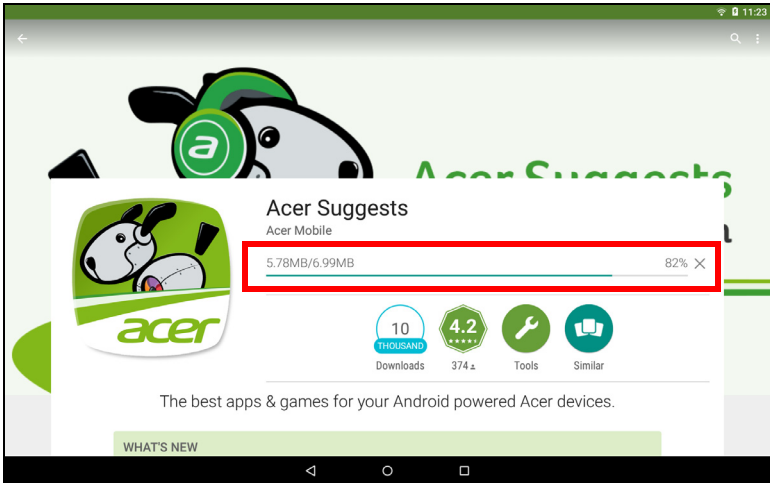 11:23
a
Acer Suggests
Acer Suggests
Acer Mobile
5.78MB/6.99MB 82%
acer
10
THOUSAND
Downloads
4.2
374
Tools
Similar
The best apps & games for your Android powered Acer devices.
WHAT'S NEW